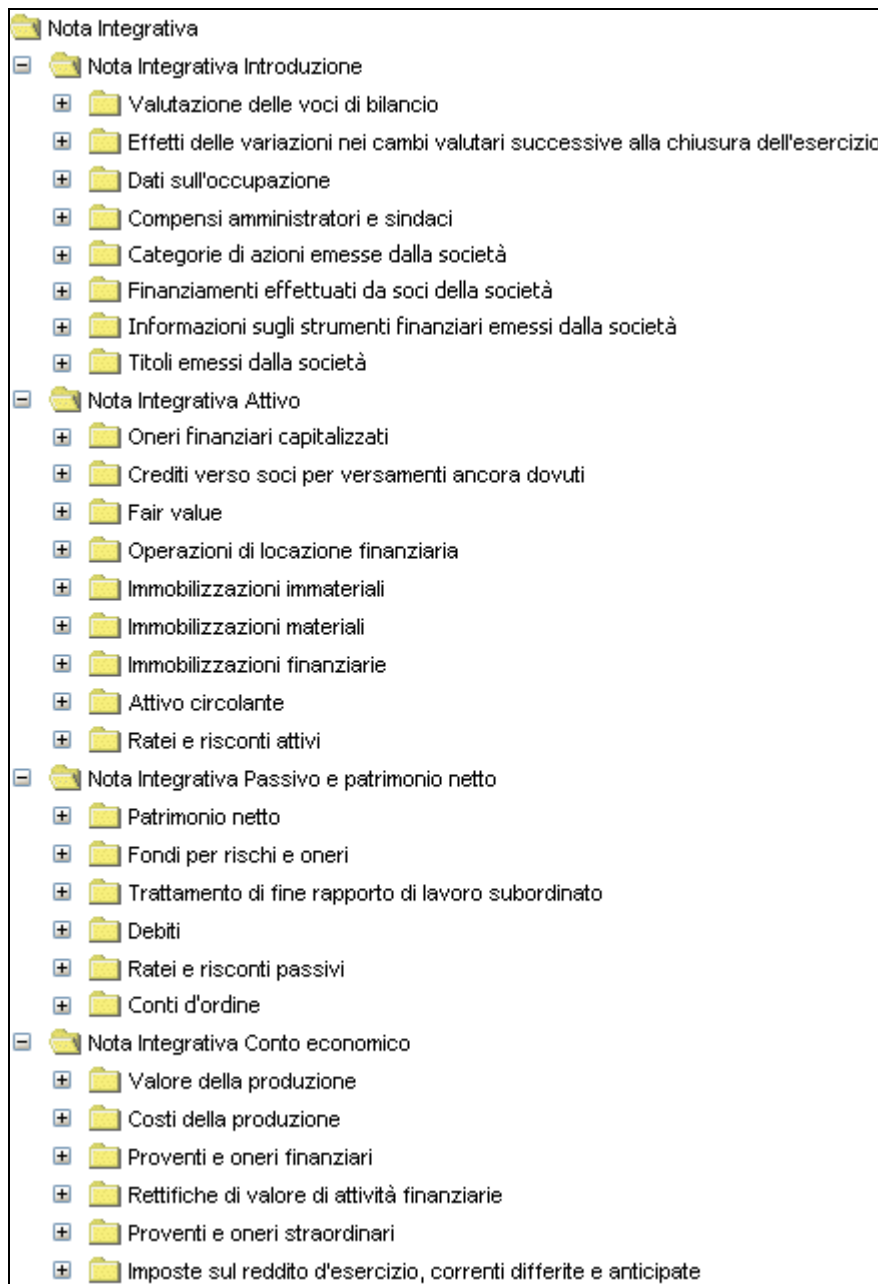 Nota Integrativa
Nota Integrativa Introduzione
Valutazione delle voci di bilancio
Effetti delle variazioni nei cambi valutari successive alla chiusura dell'esercizio
Dati sull'occupazione
Compensi amministratori e sindaci
Categorie di azioni emesse dalla società
Finanziamenti effettuati da soci della società
Informazioni sugli strumenti finanziari emessi dalla società
Titoli emessi dalla società
Nota Integrativa Attivo
Oneri finanziari capitalizzati
Crediti verso soci per versamenti ancora dovuti
Fair value
Operazioni di locazione finanziaria
Immobilizzazioni immateriali
Immobilizzazioni materiali
Immobilizzazioni finanziarie
Attivo circolante
Ratei e risconti attivi
Nota Integrativa Passivo e patrimonio netto
Patrimonio netto
Fondi per rischi e oneri
Trattamento di fine rapporto di lavoro subordinato
Debiti
Ratei e risconti passivi
Conti d'ordine
Nota Integrativa Conto economico
Valore della produzione
Costi della produzione
Proventi e oneri finanziari
Rettifiche di valore di attività finanziarie
Proventi e oneri straordinari
Imposte sul reddito d'esercizio, correnti differite e anticipate